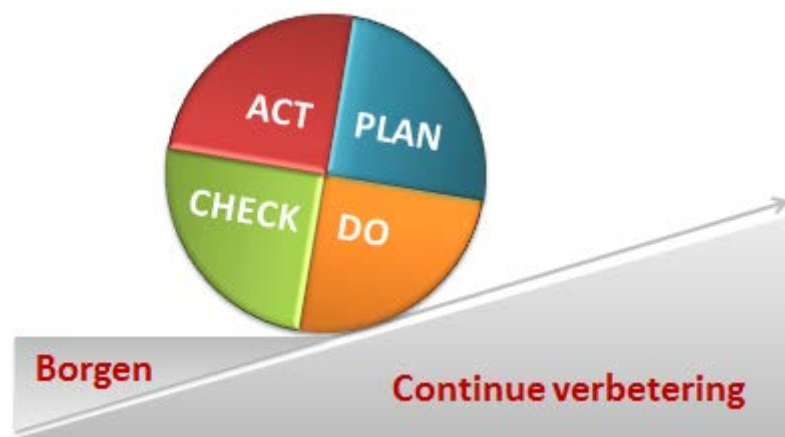 ACT
PLAN
CHECK
DO
Borgen
Continue verbetering